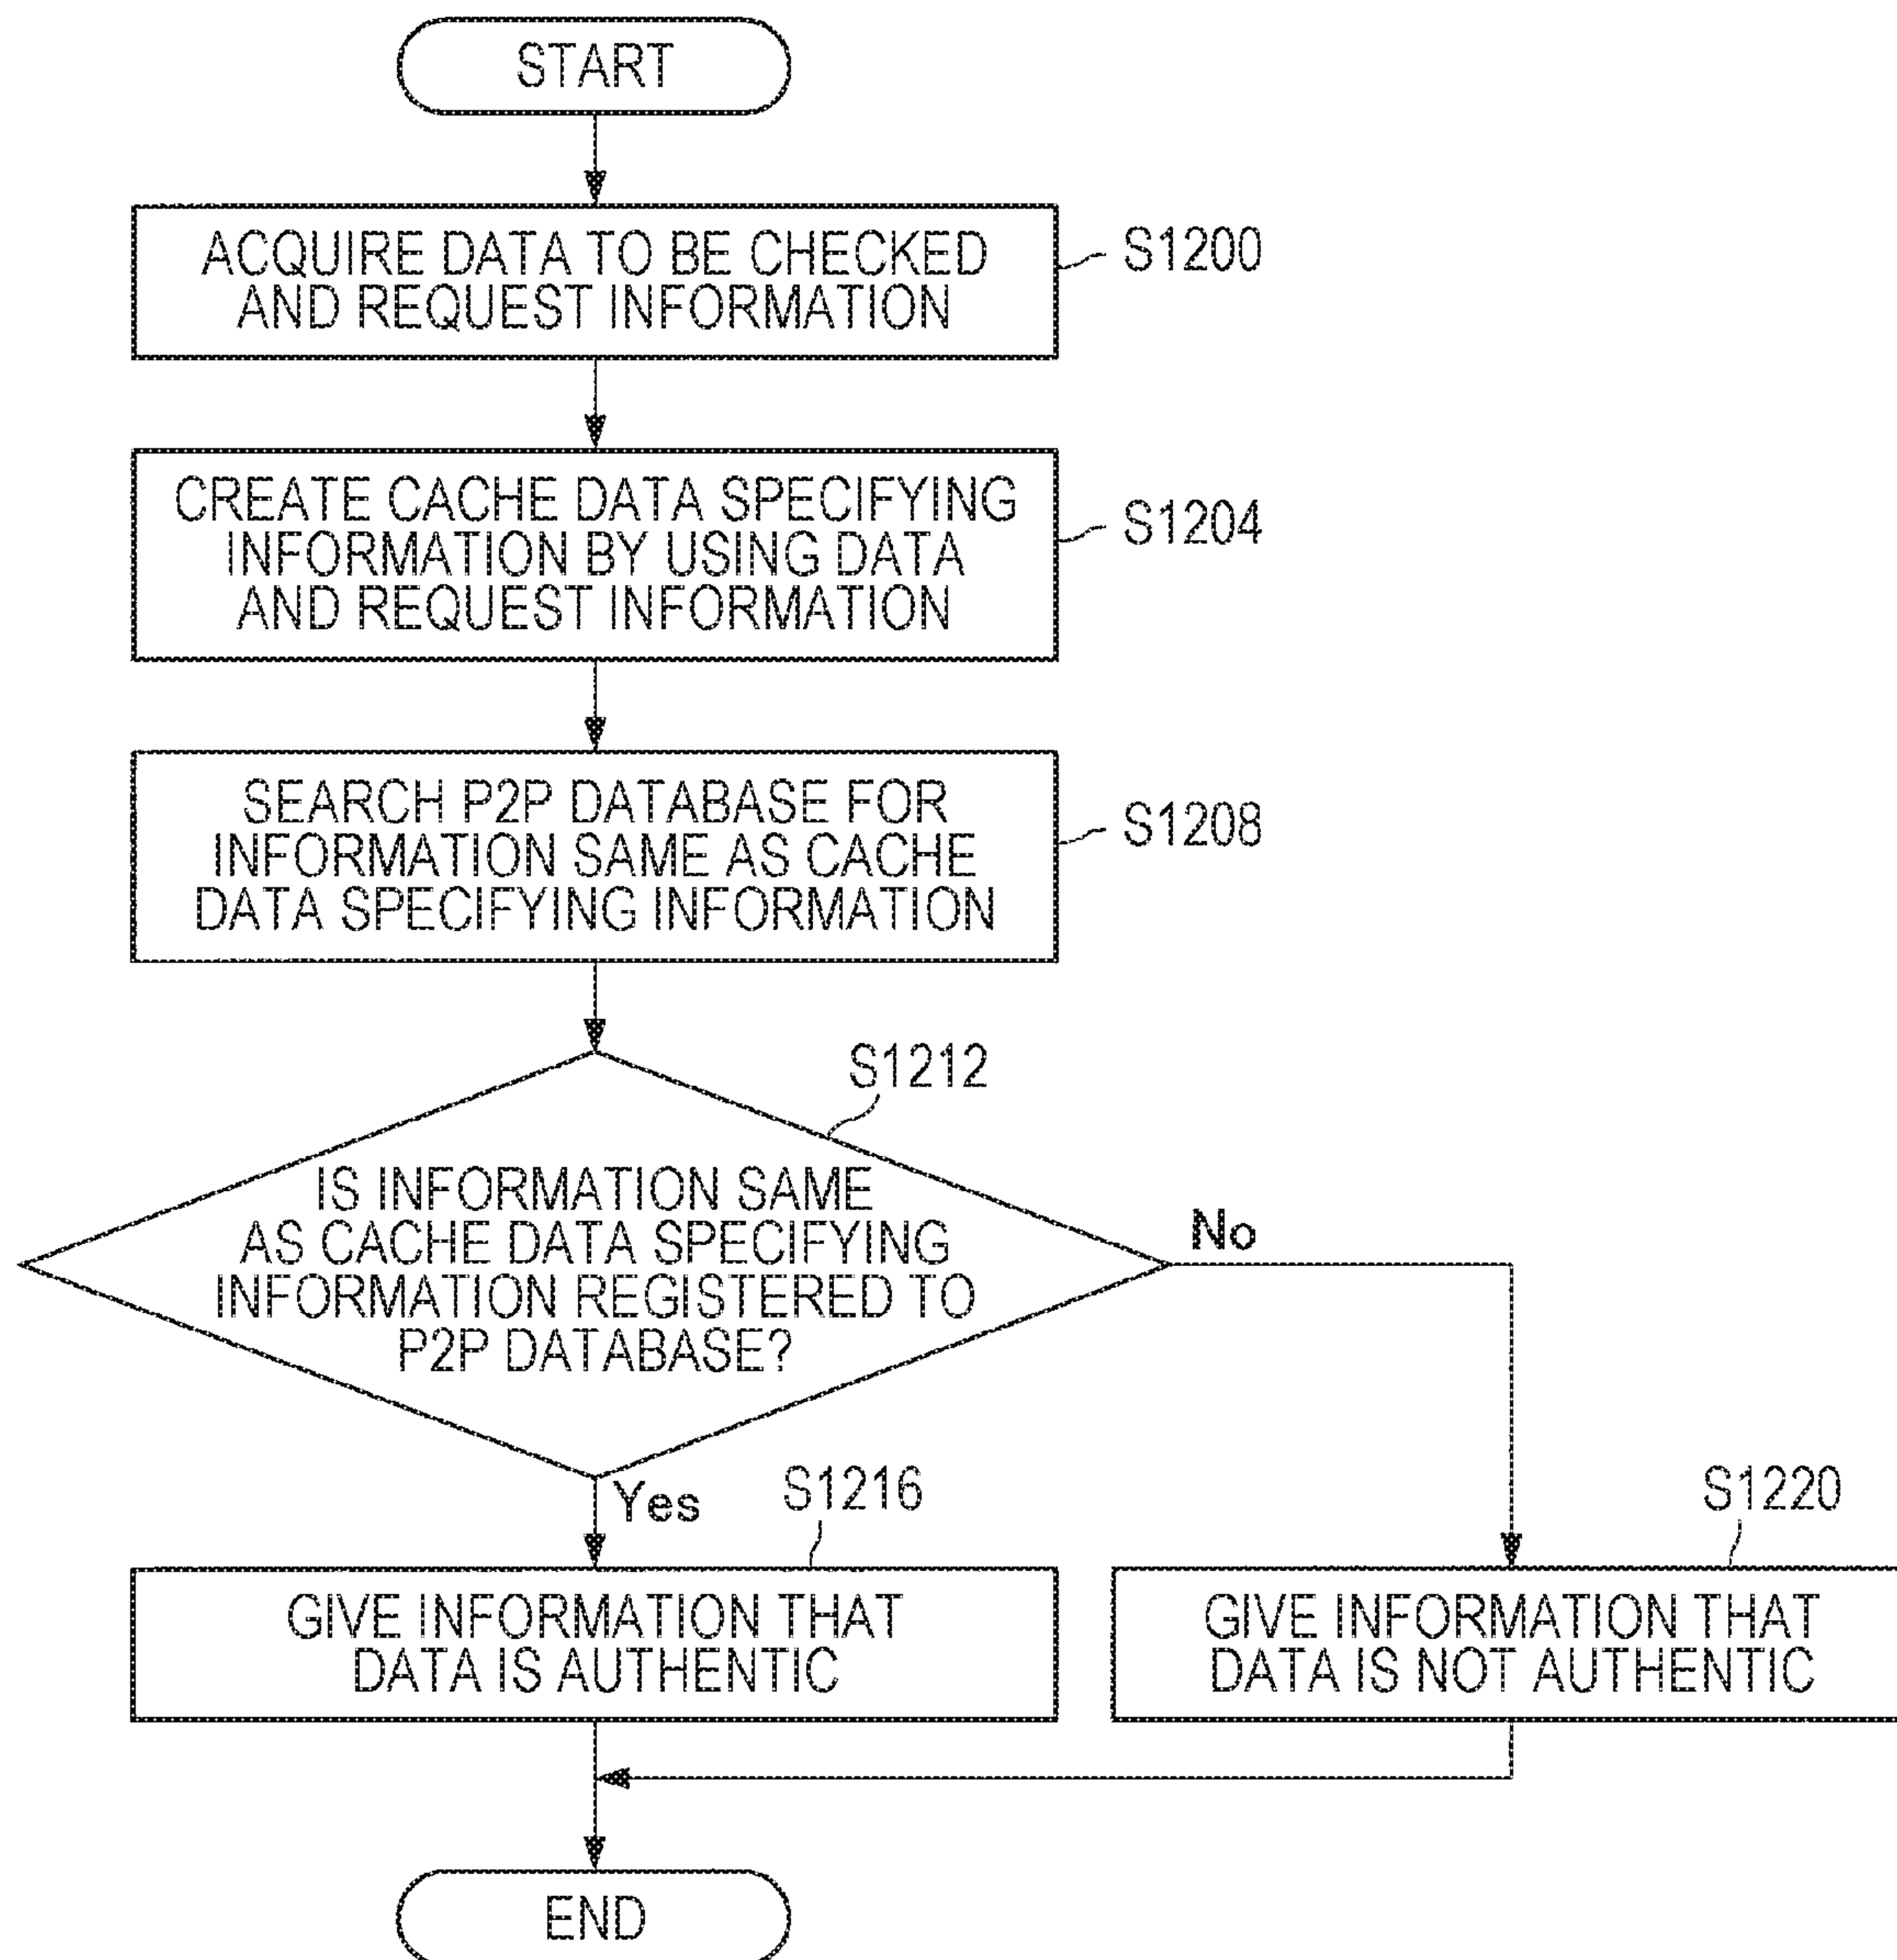 START
ACQUIRE DATA TO BE CHECKED
AND REQUEST INFORMATION
S1200
CREATE CACHE DATA SPECIFYING
INFORMATION BY USING DATA
AND REQUEST INFORMATION
S1204
SEARCH P2P DATABASE FOR
INFORMATION SAME AS CACHE
DATA SPECIFYING INFORMATION
S1208
S1212
IS INFORMATION SAME
AS CACHE DATA SPECIFYING
INFORMATION REGISTERED TO
P2P DATABASE?
No
Yes
S1216
GIVE INFORMATION THAT
DATA IS AUTHENTIC
S1220
GIVE INFORMATION THAT
DATA IS NOT AUTHENTIC
END